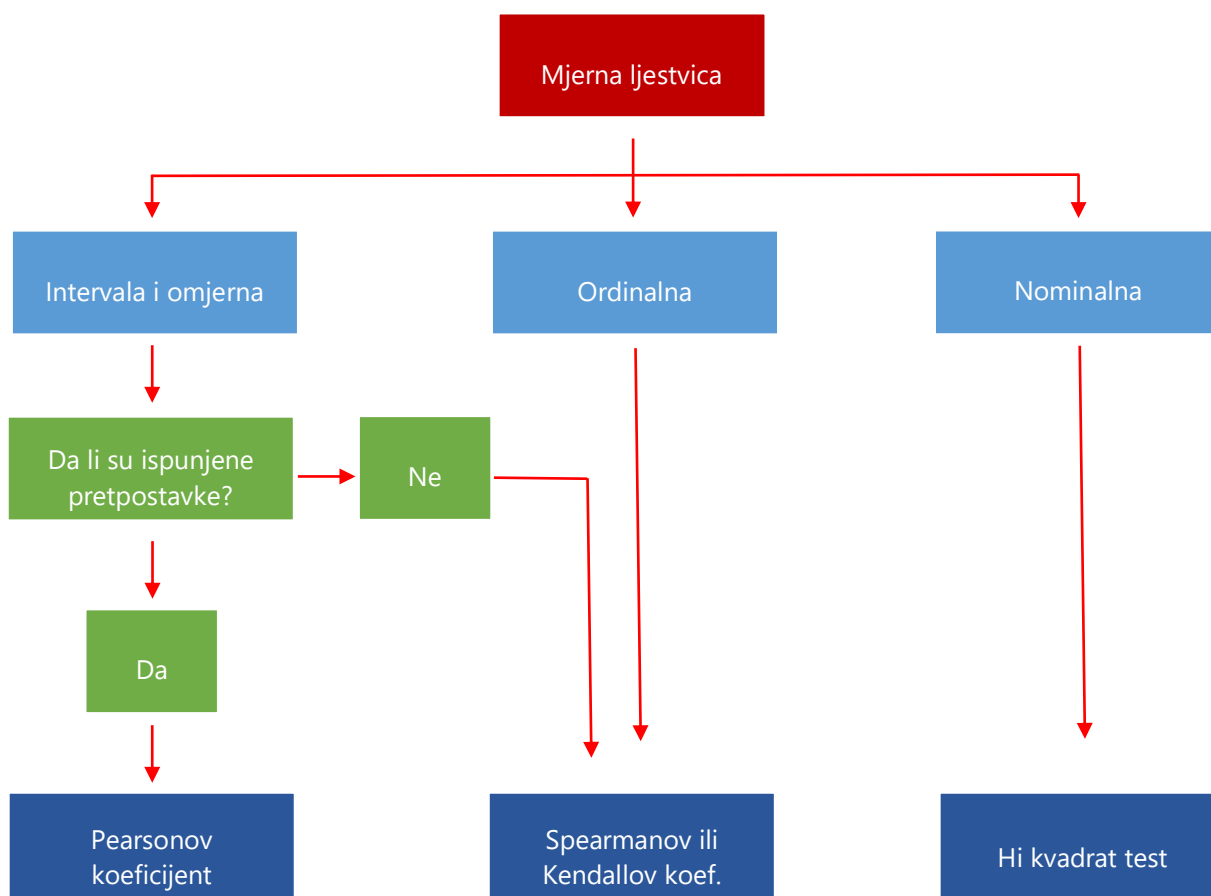 Mjerna ljestvica
Intervala i omjerna
Ordinalna
Nominalna
Da li su ispunjene
pretpostavke?
Ne
Da
Pearsonov
koeficijent
Spearmanov ili
Kendallov koef.
Hi kvadrat test